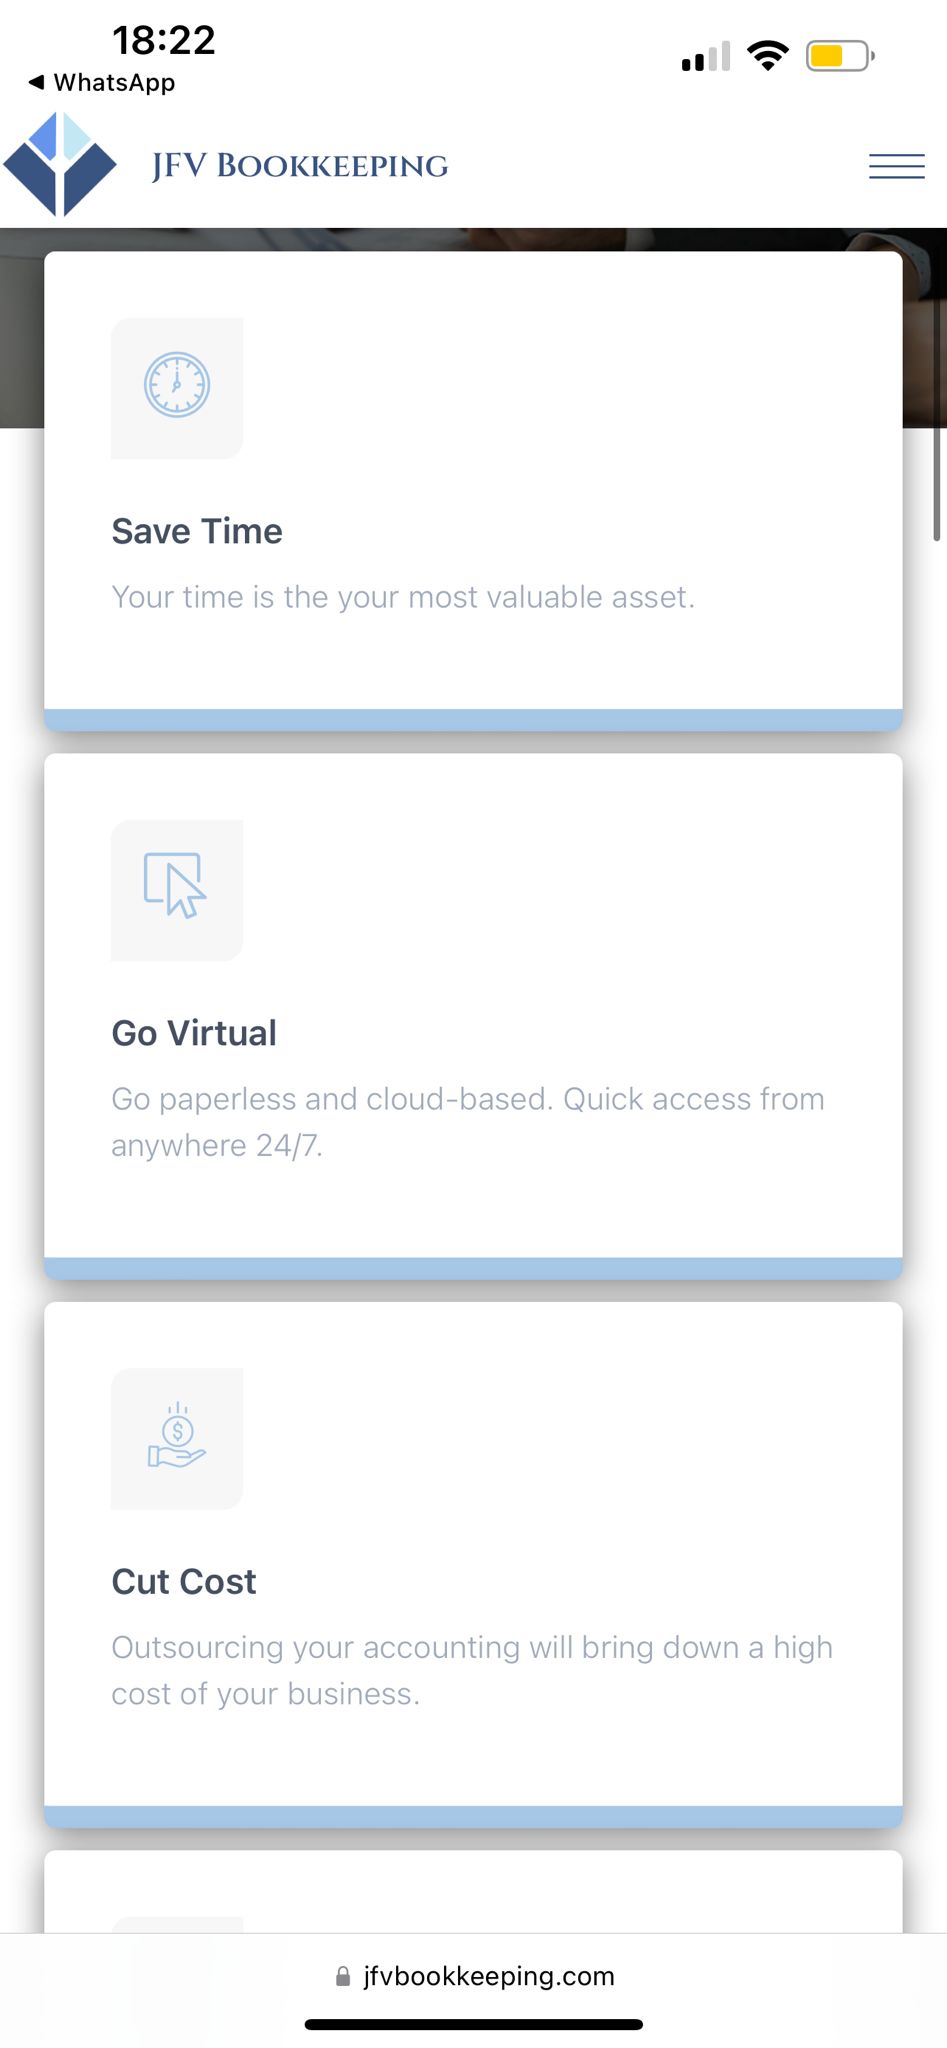 18:22
◀ WhatsApp
JFV Bookkeeping
Save Time
Your time is the your most valuable asset.
Go Virtual
Go paperless and cloud-based. Quick access from
anywhere 24/7.
$
Cut Cost
Outsourcing your accounting will bring down a high
cost of your business.
jfvbookkeeping.com